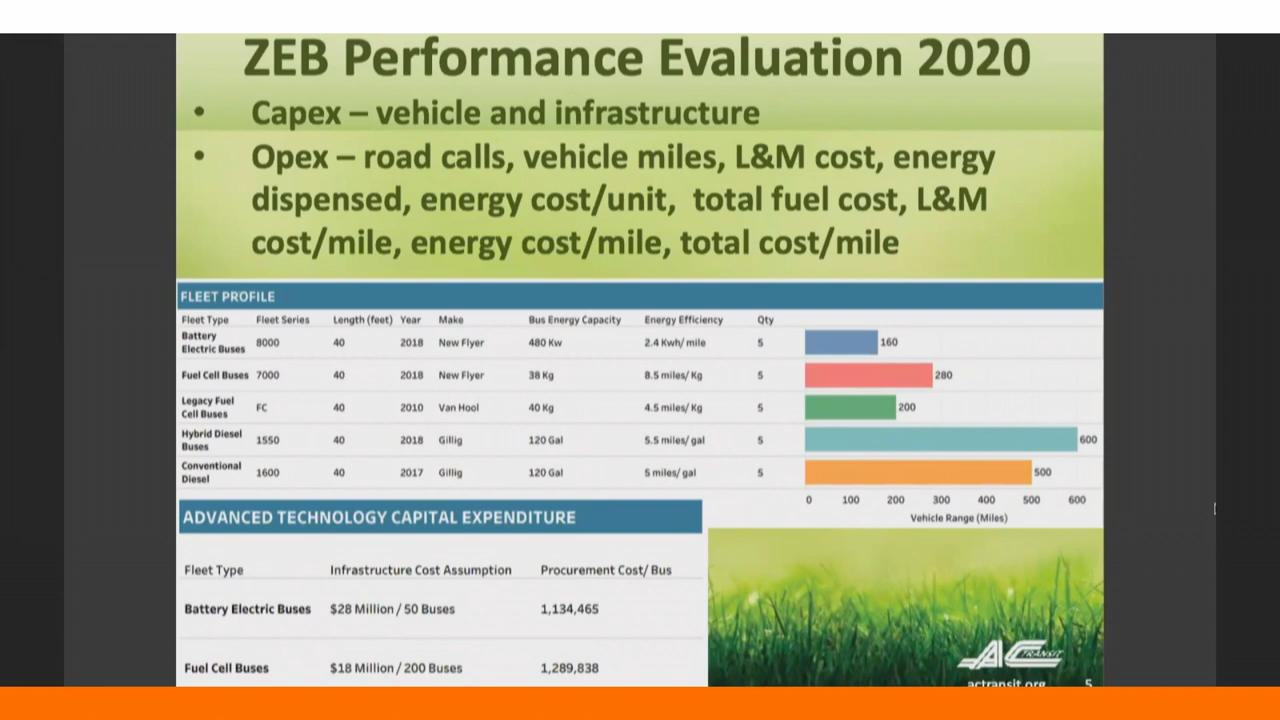 ZEB Performance Evaluation 2020
• Capex – vehicle and infrastructure
• Opex – road calls, vehicle miles, L&M cost, energy
dispensed, energy cost/unit, total fuel cost, L&M
cost/mile, energy cost/mile, total cost/mile
FLEET PROFILE
Fleet Type Fleet Series Length (feet) Year Make Bus Energy Capacity Energy Efficiency Qty
Battery
Electric Buses 8000 40 2018 New Flyer 480 Kw 2.4 Kwh/ mile 5 160
Fuel Cell Buses 7000 40 2018 New Flyer 38 Kg 8.5 miles/ Kg 5 280
Legacy Fuel
Cell Buses FC 40 2010 Van Hool 40 Kg 4.5 miles/ Kg 5 200
Hybrid Diesel
Buses 1550 40 2018 Gillig 120 Gal 5.5 miles/ gal 5 600
Conventional
Diesel 1600 40 2017 Gillig 120 Gal 5 miles/ gal 5 500
0 100 200 300 400 500 600
Vehicle Range (Miles)
ADVANCED TECHNOLOGY CAPITAL EXPENDITURE
Fleet Type Infrastructure Cost Assumption Procurement Cost/ Bus
Battery Electric Buses $28 Million / 50 Buses 1,134,465
Fuel Cell Buses $18 Million / 200 Buses 1,289,838
AC TRANSIT
actransit.org 5